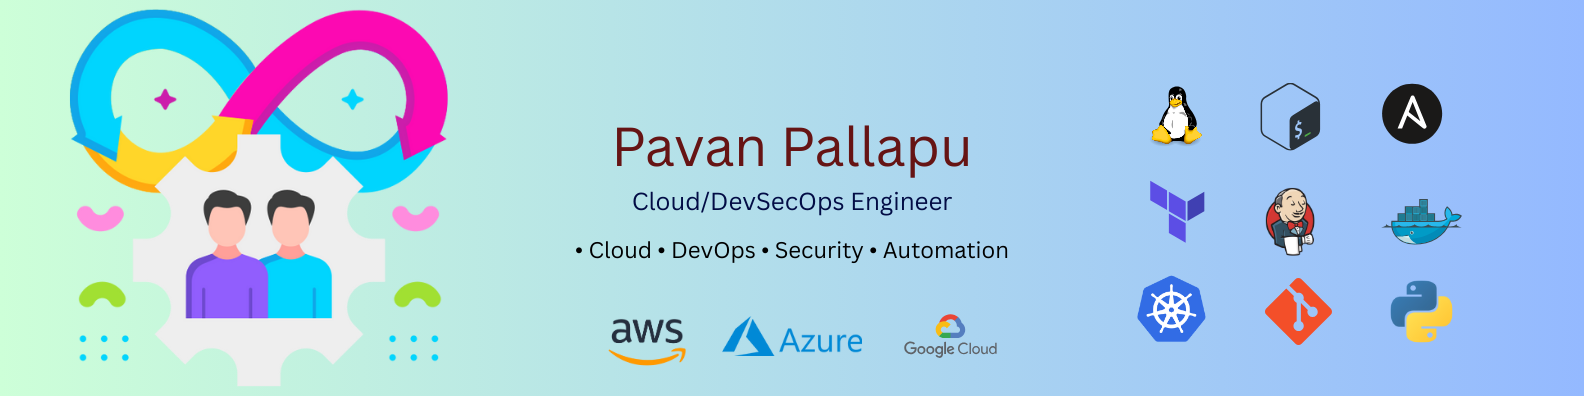 Pavan Pallapu
Cloud/DevSecOps Engineer
• Cloud • DevOps • Security • Automation
aws Azure Google Cloud
$